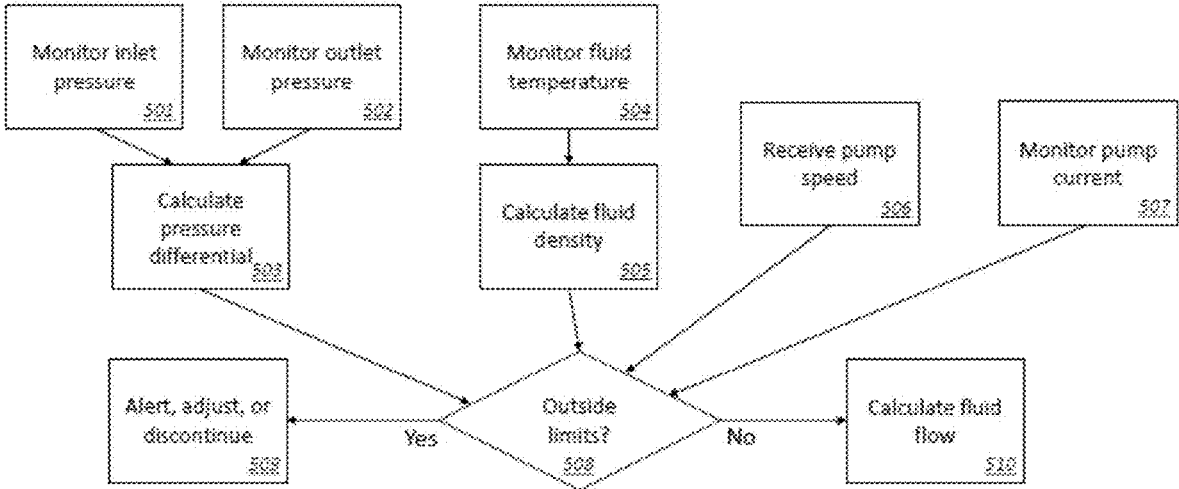 Monitor inlet
pressure
501
Monitor outlet
pressure
502
Monitor fluid
temperature
504
Receive pump
speed
506
Monitor pump
current
507
Calculate
pressure
differential
503
Calculate fluid
density
505
Alert, adjust, or
discontinue
Yes
Outside
limits?
No
Calculate fluid
flow
510